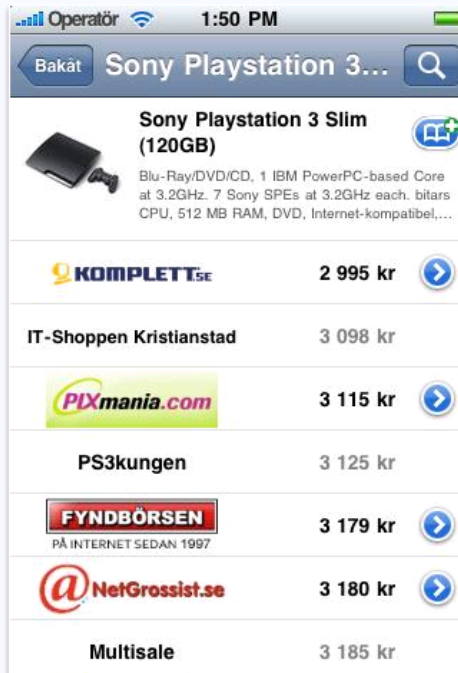 Operatör 1:50 PM
Bakåt Sony Playstation 3...
Sony Playstation 3 Slim
(120GB)
Blu-Ray/DVD/CD, 1 IBM PowerPC-based Core
at 3.2GHz. 7 Sony SPEs at 3.2GHz each. bitars
CPU, 512 MB RAM, DVD, Internet-kompatibel,...
KOMPLETT.SE 2 995 kr
IT-Shoppen Kristianstad 3 098 kr
PIXmania.com 3 115 kr
PS3kungen 3 125 kr
FYNDBÖRSEN 3 179 kr
PÅ INTERNET SEDAN 1997
@NetGrossist.se 3 180 kr
Multisale 3 185 kr